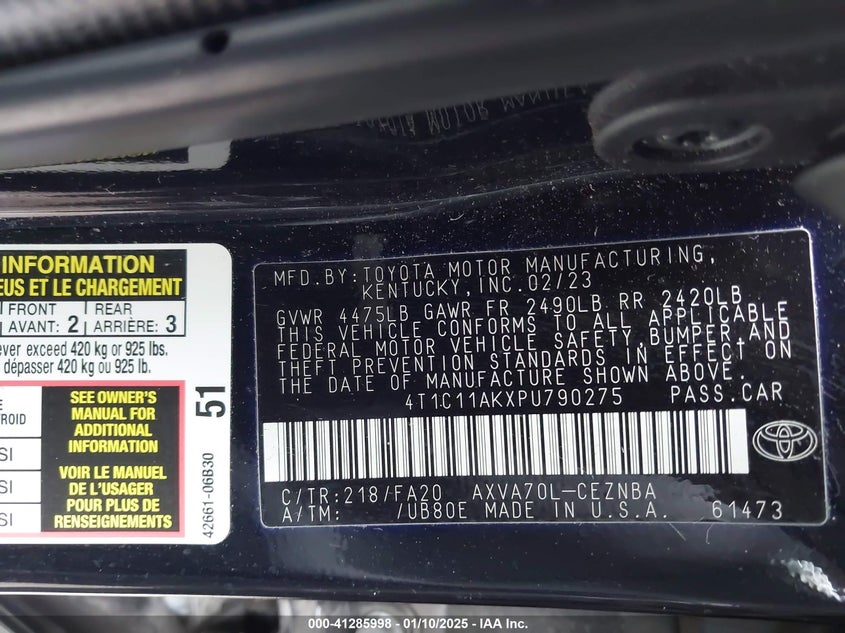 INFORMATION
EUS ET LE CHARGEMENT
FRONT REAR
AVANT: 2 ARRIÈRE: 3
ever exceed 420 kg or 925 lbs.
dépasser 420 kg ou 925 lb.
SEE OWNER'S
MANUAL FOR
ADDITIONAL
INFORMATION
VOIR LE MANUEL
DE L'USAGER
POUR PLUS DE
RENSEIGNEMENTS
E
ROID
SI
SI
SI
51
42661-06B30
MFD.BY:TOYOTA MOTOR MANUFACTURING,
KENTUCKY,INC.02/23
GVWR 4475LB GAWR FR 2490LB RR 2420LB
THIS VEHICLE CONFORMS TO ALL APPLICABLE
FEDERAL MOTOR VEHICLE SAFETY,BUMPER,AND
THEFT PREVENTION STANDARDS IN EFFECT ON
THE DATE OF MANUFACTURE SHOWN ABOVE.
4T1C11AKXPU790275 PASS.CAR
C/TR:218/FA20 AXVA70L-CEZNBA
A/TM: /UB80E MADE IN U.S.A. 61473
000-41285998 - 01/10/2025 - IAA Inc.